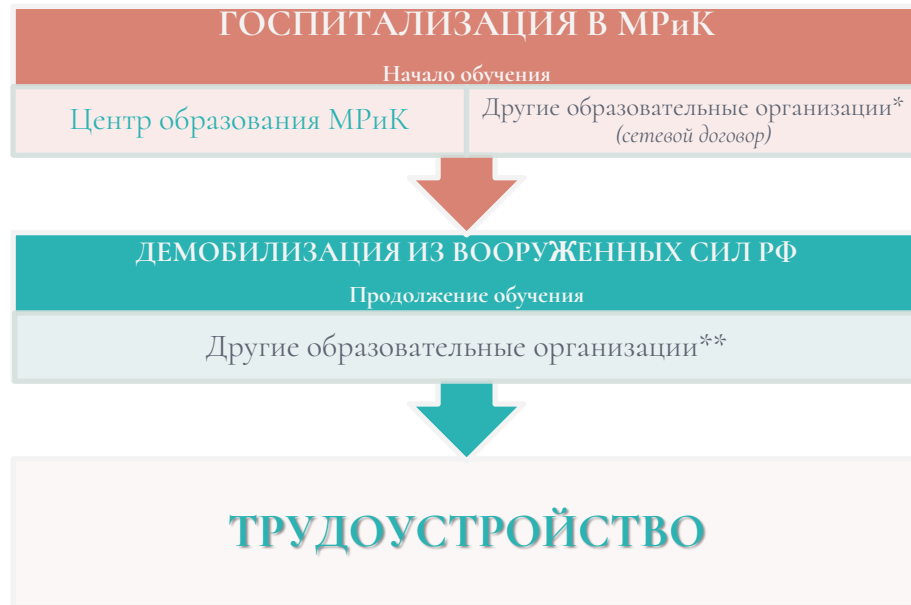 ГОСПИТАЛИЗАЦИЯ В МРиК
Начало обучения
Центр образования МРиК
Другие образовательные организации*
(сетевой договор)
ДЕМОБИЛИЗАЦИЯ ИЗ ВООРУЖЕННЫХ СИЛ РФ
Продолжение обучения
Другие образовательные организации**
ТРУДОУСТРОЙСТВО